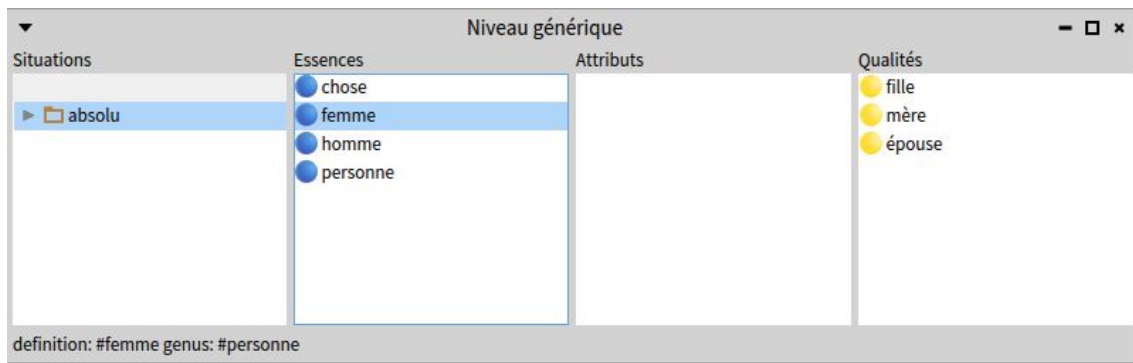 Niveau générique
Situations Essences Attributs Qualités
absolu
chose
femme
homme
personne
fille
mère
épouse
definition: #femme genus: #personne